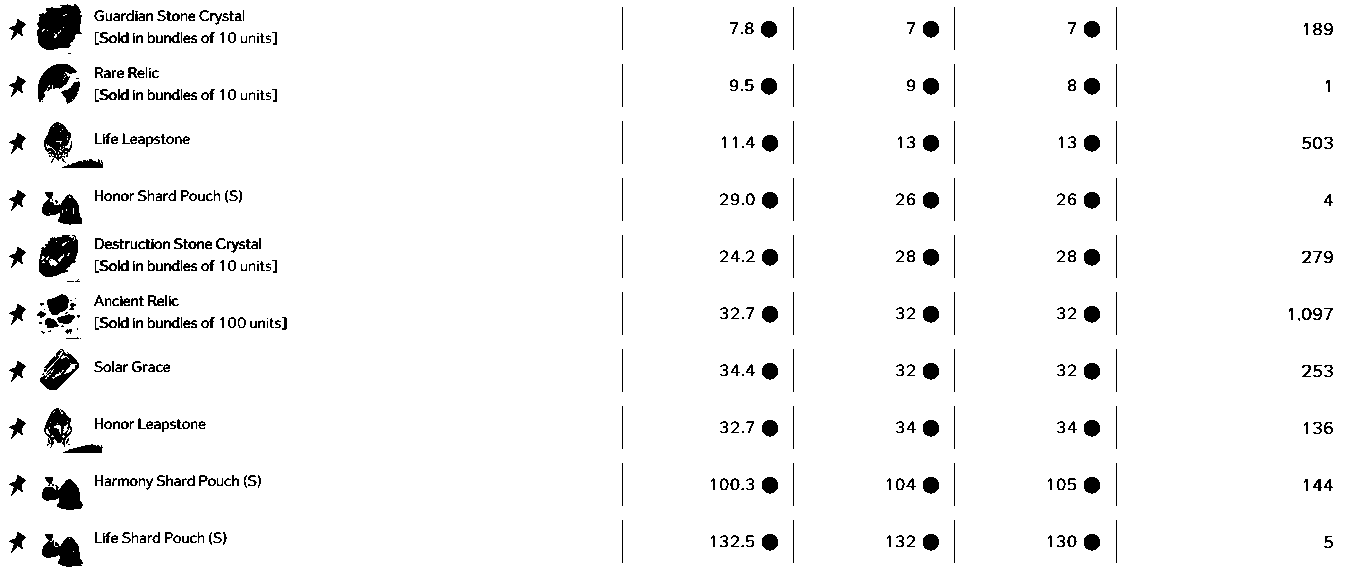 Guardian Stone Crystal
[Sold in bundles of 10 units]
7.8 7 7 189
Rare Relic
[Sold in bundles of 10 units]
9.5 9 8 1
Life Leapstone
11.4 13 13 503
Honor Shard Pouch (S)
29.0 26 26 4
Destruction Stone Crystal
[Sold in bundles of 10 units]
24.2 28 28 279
Ancient Relic
[Sold in bundles of 100 units]
32.7 32 32 1,097
Solar Grace
34.4 32 32 253
Honor Leapstone
32.7 34 34 136
Harmony Shard Pouch (S)
100.3 104 105 144
Life Shard Pouch (S)
132.5 132 130 5